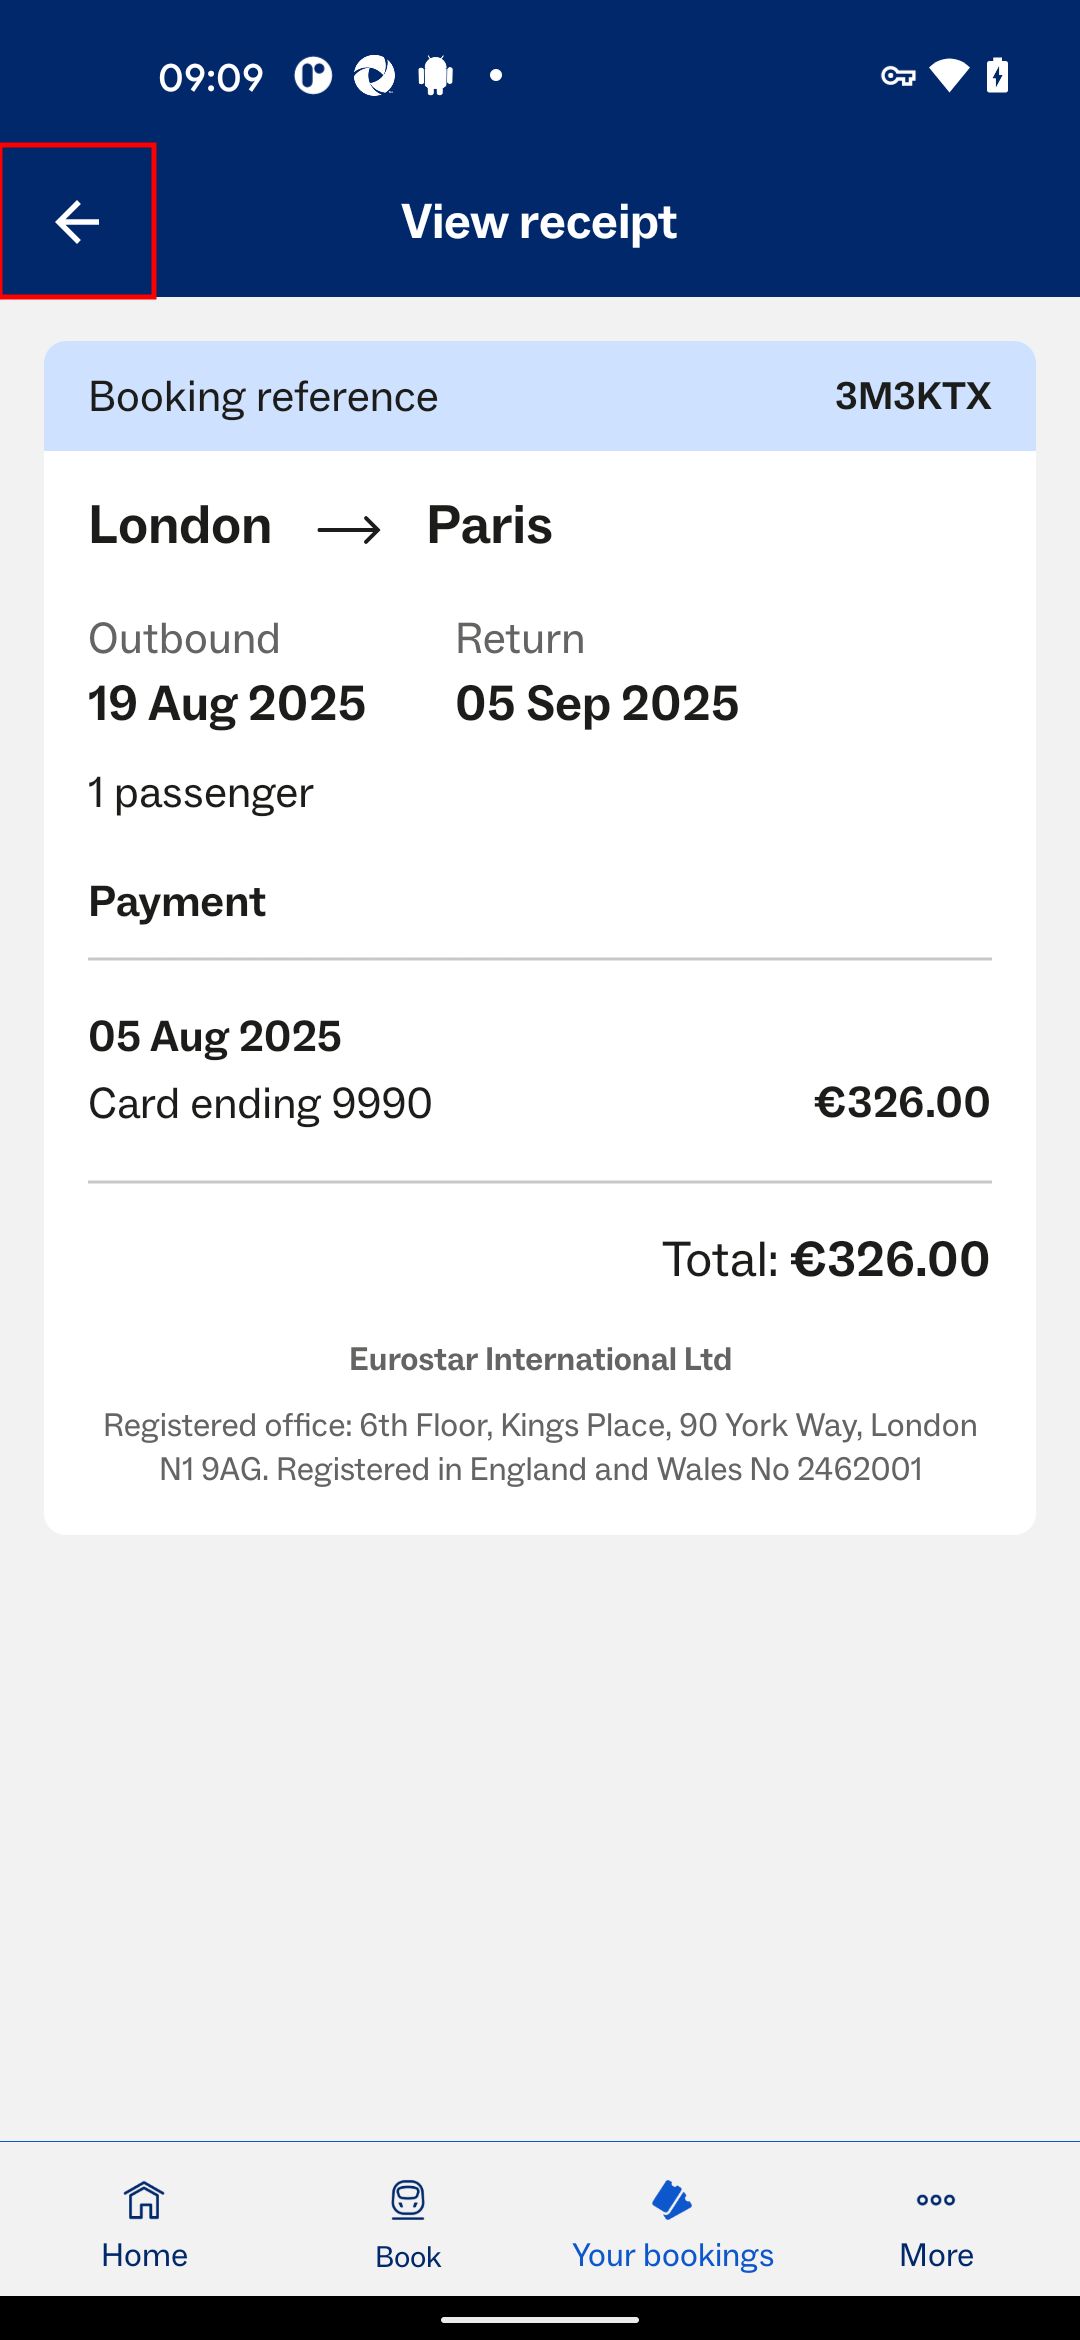 09:09
View receipt
Booking reference 3M3KTX
London → Paris
Outbound Return
19 Aug 2025 05 Sep 2025
1 passenger
Payment
05 Aug 2025
Card ending 9990 €326.00
Total: €326.00
Eurostar International Ltd
Registered office: 6th Floor, Kings Place, 90 York Way, London
N1 9AG. Registered in England and Wales No 2462001
Home Book Your bookings More